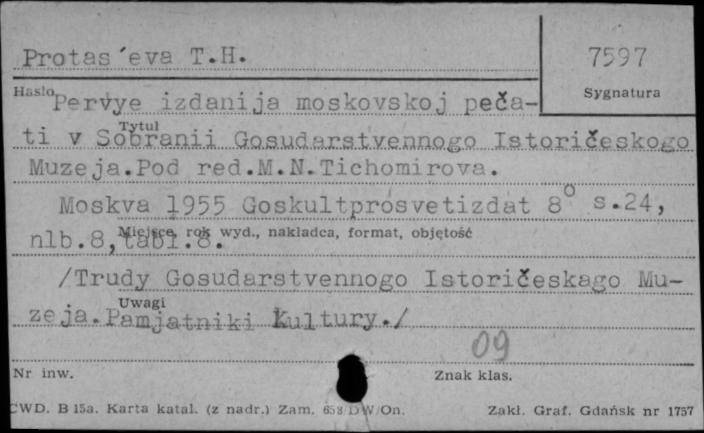 Protas'eva T.H.
7597
Hasło
Sygnatura
Pervye izdanija moskovskoj peča-
Tytuł
ti v Sobranii Gosudarstvennogo Istoričeskogo
Muzeja.Pod red.M.N.Tichomirova.
Moskva 1955 Goskultprosvetizdat 8° s.24,
Miejsce, rok wyd., nakładca, format, objętość
nlb.8,tabl.8.
/Trudy Gosudarstvennogo Istoričeskago Mu-
Uwagi
zeja.Pamjatniki Kultury./
09
Nr inw.
Znak klas.
CWD. B 15a. Karta katal. (z nadr.) Zam. 658/DW/On.
Zakł. Graf. Gdańsk nr 1757